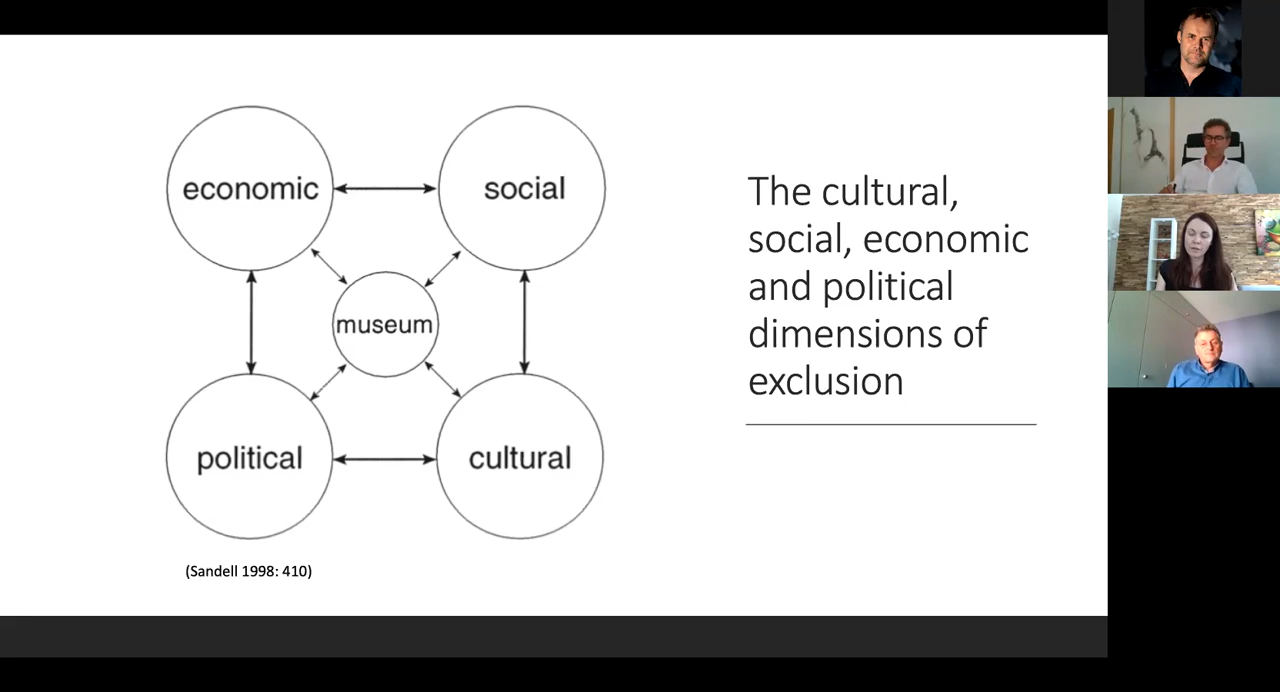 economic
social
museum
political
cultural
(Sandell 1998: 410)
The cultural,
social, economic
and political
dimensions of
exclusion